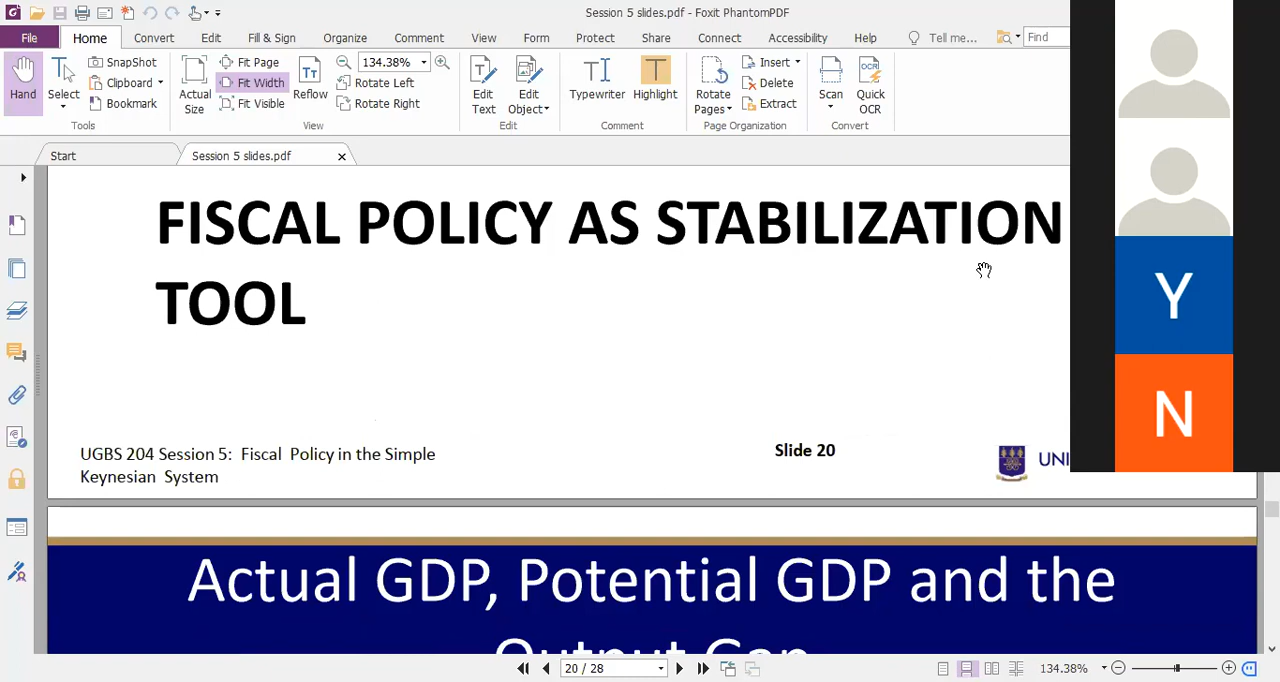 Session 5 slides.pdf - Foxit PhantomPDF
File Home Convert Edit Fill & Sign Organize Comment View Form Protect Share Connect Accessibility Help Tell me... Find
Hand
Select
SnapShot
Clipboard
Bookmark
Tools
Actual Size
Fit Page
Fit Width
Fit Visible
Reflow
134.38%
Rotate Left
Rotate Right
View
Edit Text
Edit Object
Edit
Typewriter
Highlight
Comment
Rotate Pages
Insert
Delete
Extract
Page Organization
Scan
Quick OCR
OCR
Convert
Start
Session 5 slides.pdf
FISCAL POLICY AS STABILIZATION
TOOL
UGBS 204 Session 5: Fiscal Policy in the Simple
Keynesian System
Slide 20
UNI
Actual GDP, Potential GDP and the
Output Gap
20 / 28
134.38%
Y
N